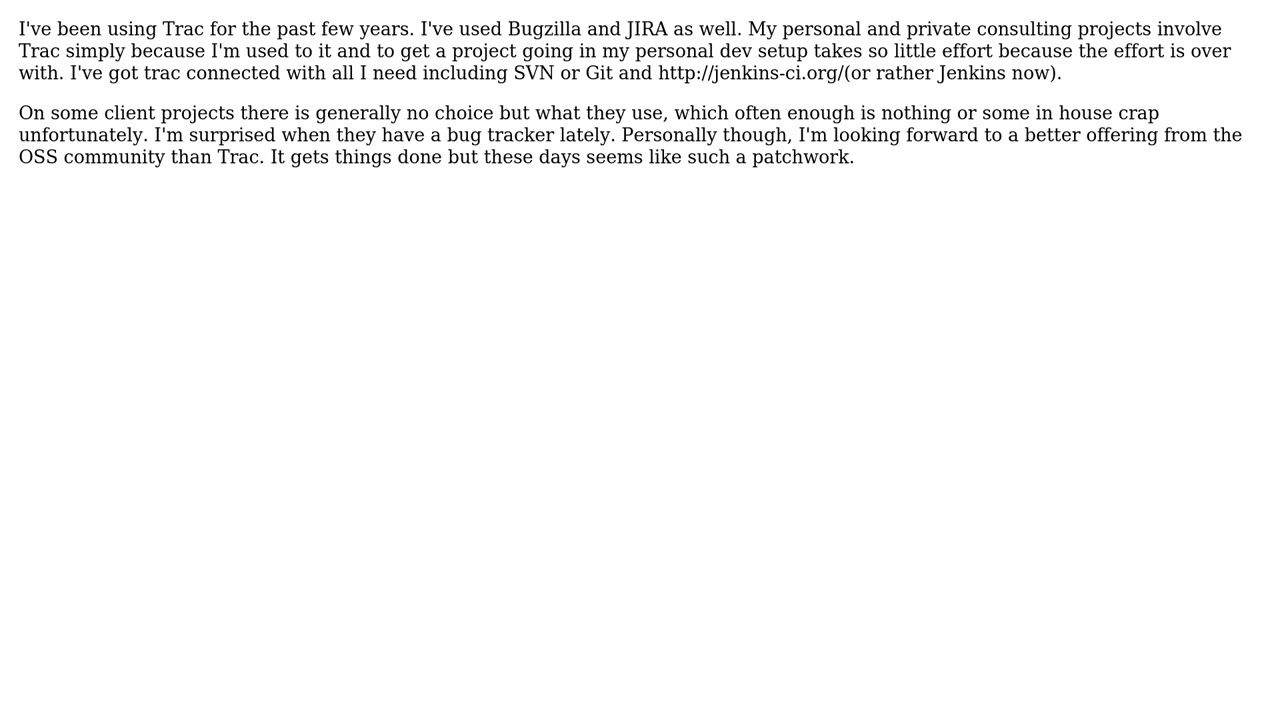 I've been using Trac for the past few years. I've used Bugzilla and JIRA as well. My personal and private consulting projects involve
Trac simply because I'm used to it and to get a project going in my personal dev setup takes so little effort because the effort is over
with. I've got trac connected with all I need including SVN or Git and http://jenkins-ci.org/(or rather Jenkins now).
On some client projects there is generally no choice but what they use, which often enough is nothing or some in house crap
unfortunately. I'm surprised when they have a bug tracker lately. Personally though, I'm looking forward to a better offering from the
OSS community than Trac. It gets things done but these days seems like such a patchwork.